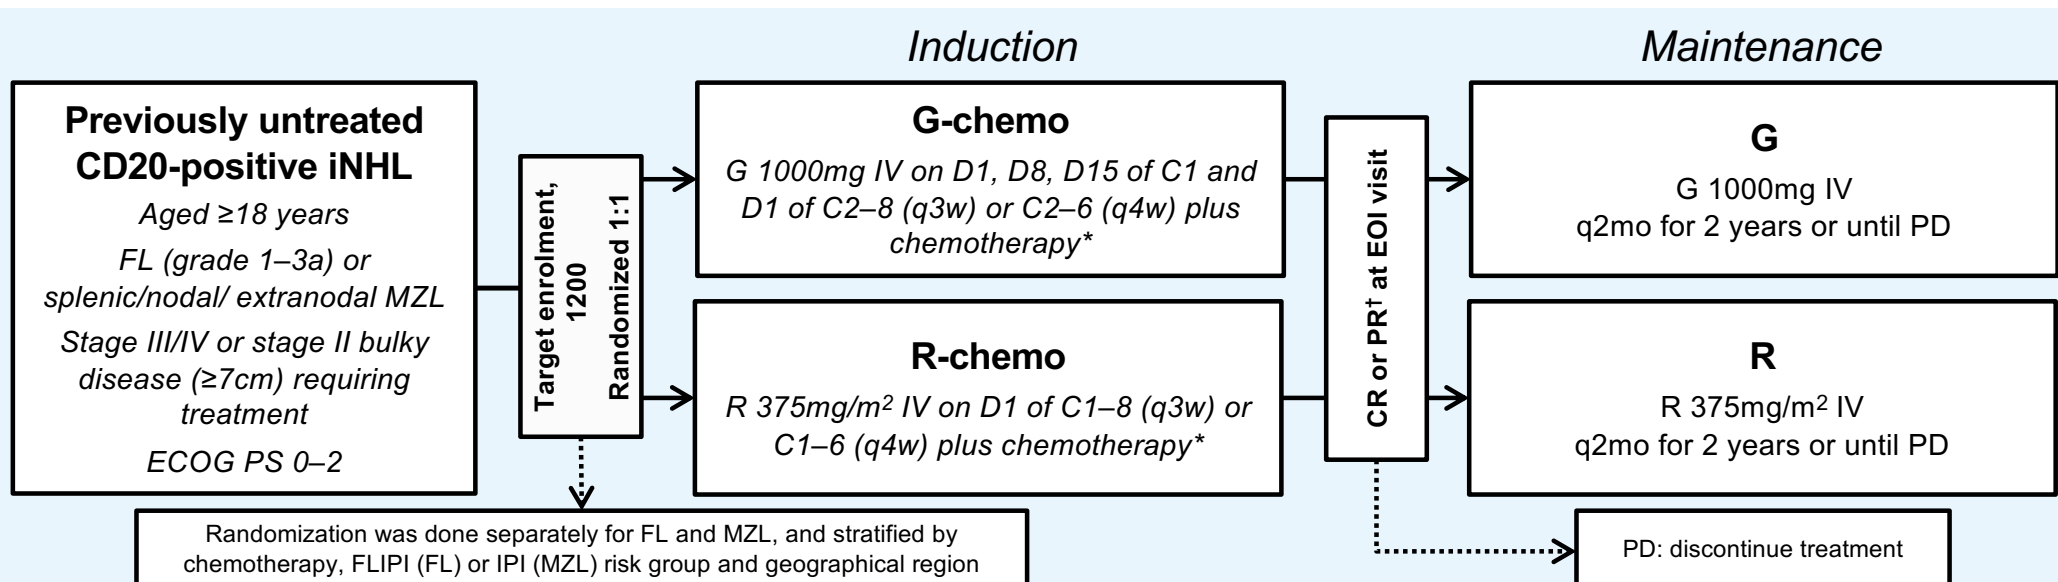 Induction
Maintenance
Previously untreated
CD20-positive iNHL
Aged ≥18 years
FL (grade 1–3a) or
splenic/nodal/ extranodal MZL
Stage III/IV or stage II bulky
disease (≥7cm) requiring
treatment
ECOG PS 0–2
Target enrolment,
1200
Randomized 1:1
G-chemo
G 1000mg IV on D1, D8, D15 of C1 and
D1 of C2–8 (q3w) or C2–6 (q4w) plus
chemotherapy*
R-chemo
R 375mg/m² IV on D1 of C1–8 (q3w) or
C1–6 (q4w) plus chemotherapy*
CR or PR† at EOI visit
G
G 1000mg IV
q2mo for 2 years or until PD
R
R 375mg/m² IV
q2mo for 2 years or until PD
Randomization was done separately for FL and MZL, and stratified by
chemotherapy, FLIPI (FL) or IPI (MZL) risk group and geographical region
PD: discontinue treatment